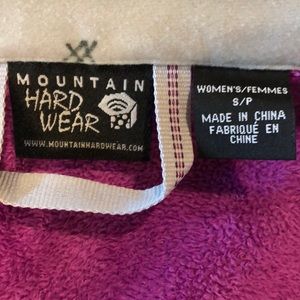 MOUNTAIN
HARD
WEAR
WWW.MOUNTAINHARDWEAR.COM
WOMEN'S/FEMMES
S/P
MADE IN CHINA
FABRIQUÉ EN
CHINE